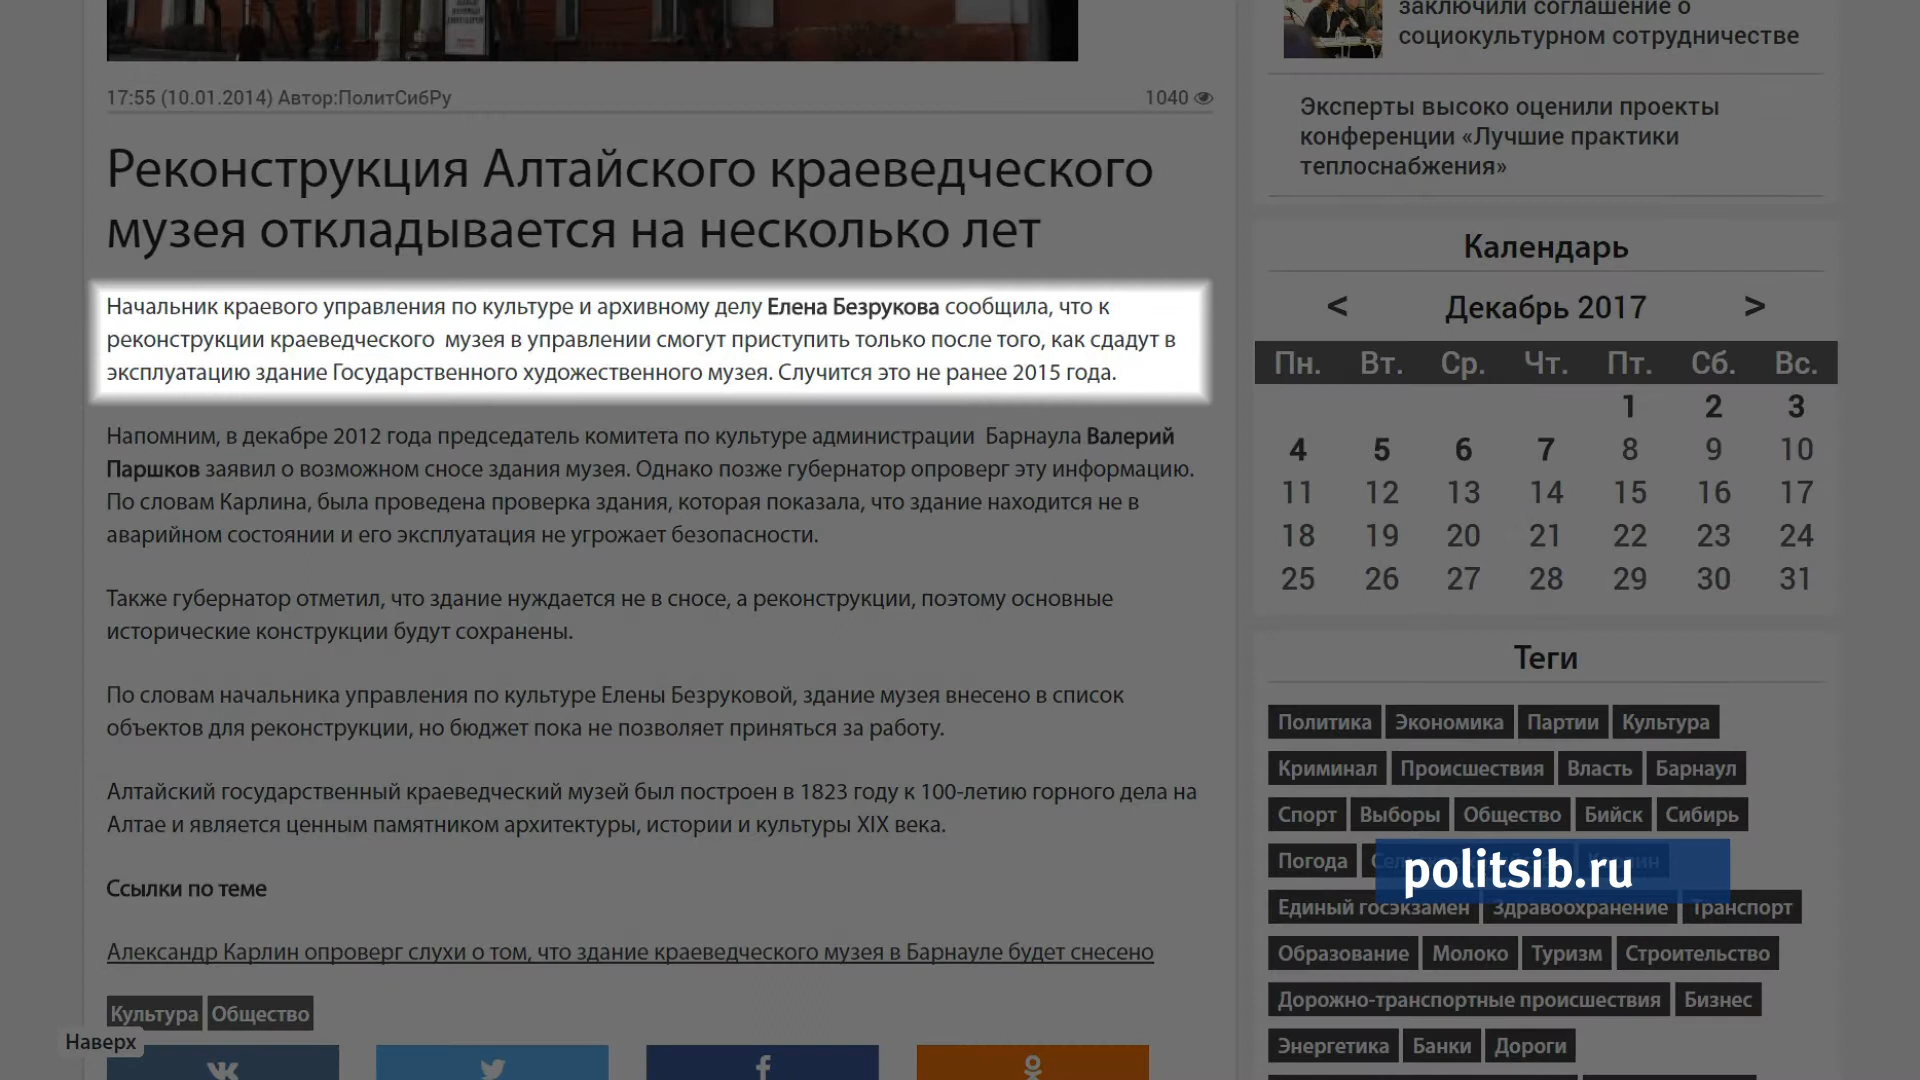 заключили соглашение о
социокультурном сотрудничестве
Эксперты высоко оценили проекты
конференции «Лучшие практики
теплоснабжения»
17:55 (10.01.2014) Автор:ПолитСибРу
1040
Реконструкция Алтайского краеведческого
музея откладывается на несколько лет
Начальник краевого управления по культуре и архивному делу Елена Безрукова сообщила, что к
реконструкции краеведческого музея в управлении смогут приступить только после того, как сдадут в
эксплуатацию здание Государственного художественного музея. Случится это не ранее 2015 года.
Напомним, в декабре 2012 года председатель комитета по культуре администрации Барнаула Валерий
Паршков заявил о возможном сносе здания музея. Однако позже губернатор опроверг эту информацию.
По словам Карлина, была проведена проверка здания, которая показала, что здание находится не в
аварийном состоянии и его эксплуатация не угрожает безопасности.
Также губернатор отметил, что здание нуждается не в сносе, а реконструкции, поэтому основные
исторические конструкции будут сохранены.
По словам начальника управления по культуре Елены Безруковой, здание музея внесено в список
объектов для реконструкции, но бюджет пока не позволяет приняться за работу.
Алтайский государственный краеведческий музей был построен в 1823 году к 100-летию горного дела на
Алтае и является ценным памятником архитектуры, истории и культуры XIX века.
Ссылки по теме
Александр Карлин опроверг слухи о том, что здание краеведческого музея в Барнауле будет снесено
Культура Общество
Наверх
Календарь
< Декабрь 2017 >
Пн. Вт. Ср. Чт. Пт. Сб. Вс.
1 2 3
4 5 6 7 8 9 10
11 12 13 14 15 16 17
18 19 20 21 22 23 24
25 26 27 28 29 30 31
Теги
Политика Экономика Партии Культура
Криминал Происшествия Власть Барнаул
Спорт Выборы Общество Бийск Сибирь
Погода
politsib.ru
Единый госэкзамен Здравоохранение Транспорт
Образование Молоко Туризм Строительство
Дорожно-транспортные происшествия Бизнес
Энергетика Банки Дороги